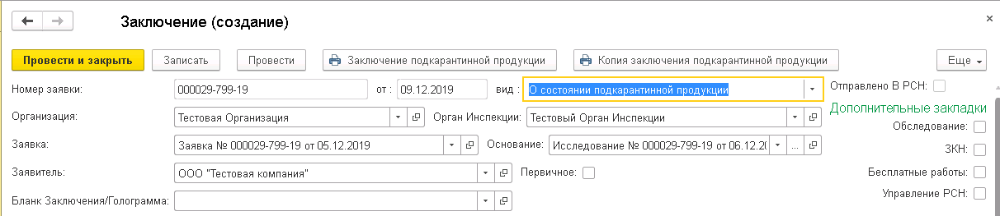 Заключение (создание)
Провести и закрыть Записать Провести Заключение подкарантинной продукции Копия заключения подкарантинной продукции Еще
Номер заявки: 000029-799-19 от : 09.12.2019 вид : О состоянии подкарантинной продукции Отправлено В РСН:
Дополнительные закладки
Организация: Тестовая Организация Орган Инспекции: Тестовый Орган Инспекции
Обследование:
Заявка: Заявка № 000029-799-19 от 05.12.2019 Основание: Исследование № 000029-799-19 от 06.12.20 ... ЗКН:
Заявитель: ООО "Тестовая компания" Первичное: Бесплатные работы:
Управление РСН:
Бланк Заключения/Голограмма: